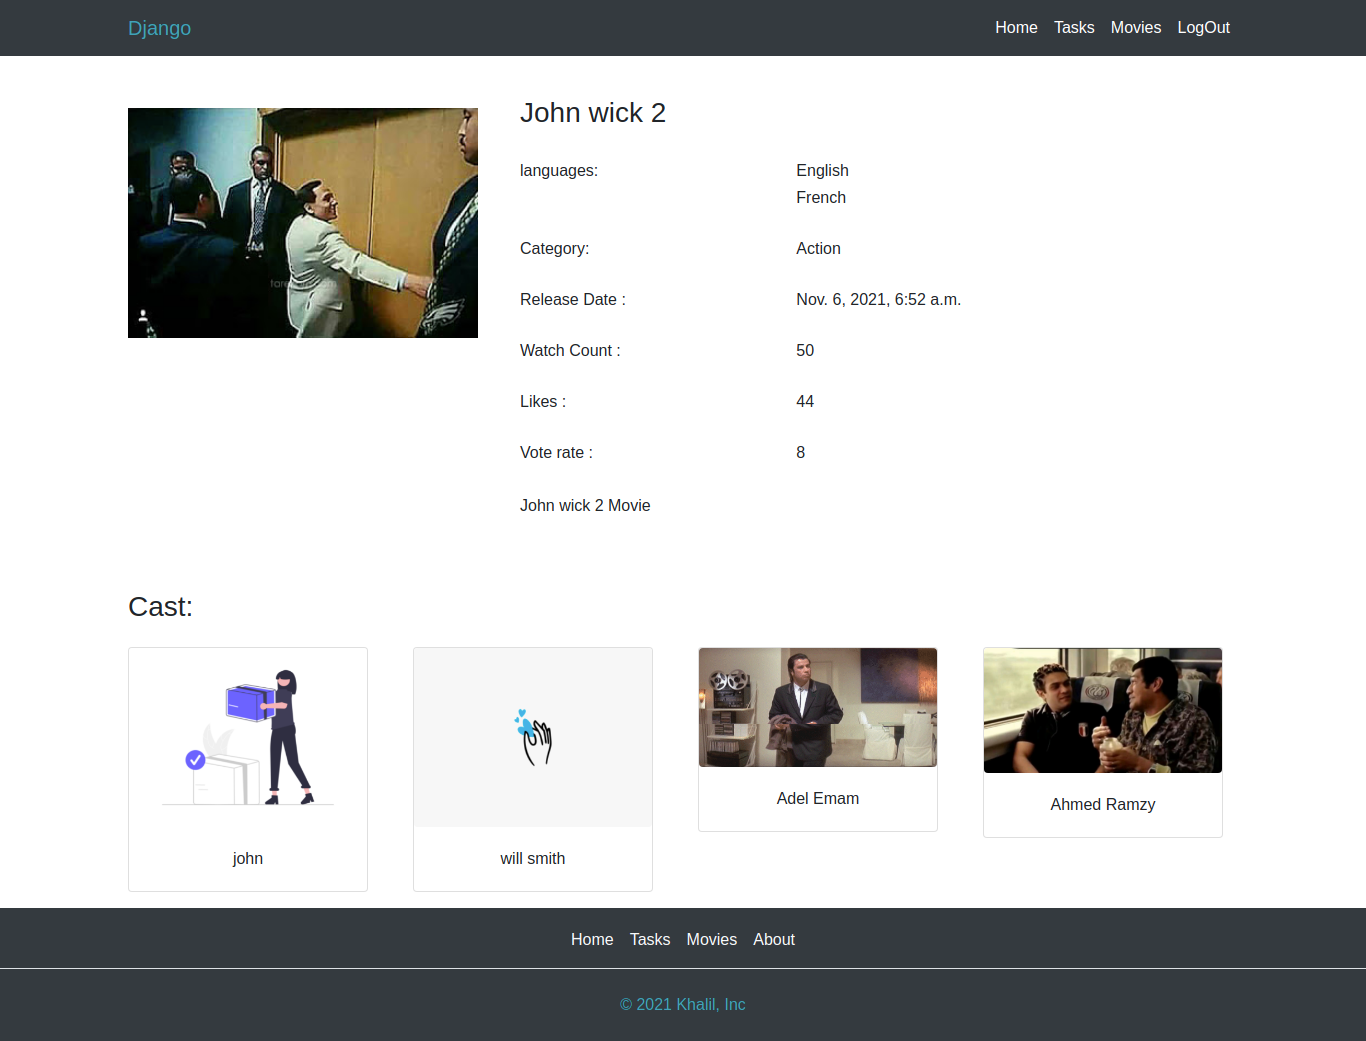 Django
Home Tasks Movies LogOut
John wick 2
languages: English
French
Category: Action
Release Date : Nov. 6, 2021, 6:52 a.m.
Watch Count : 50
Likes : 44
Vote rate : 8
John wick 2 Movie
Cast:
john
will smith
Adel Emam
Ahmed Ramzy
Home Tasks Movies About
© 2021 Khalil, Inc